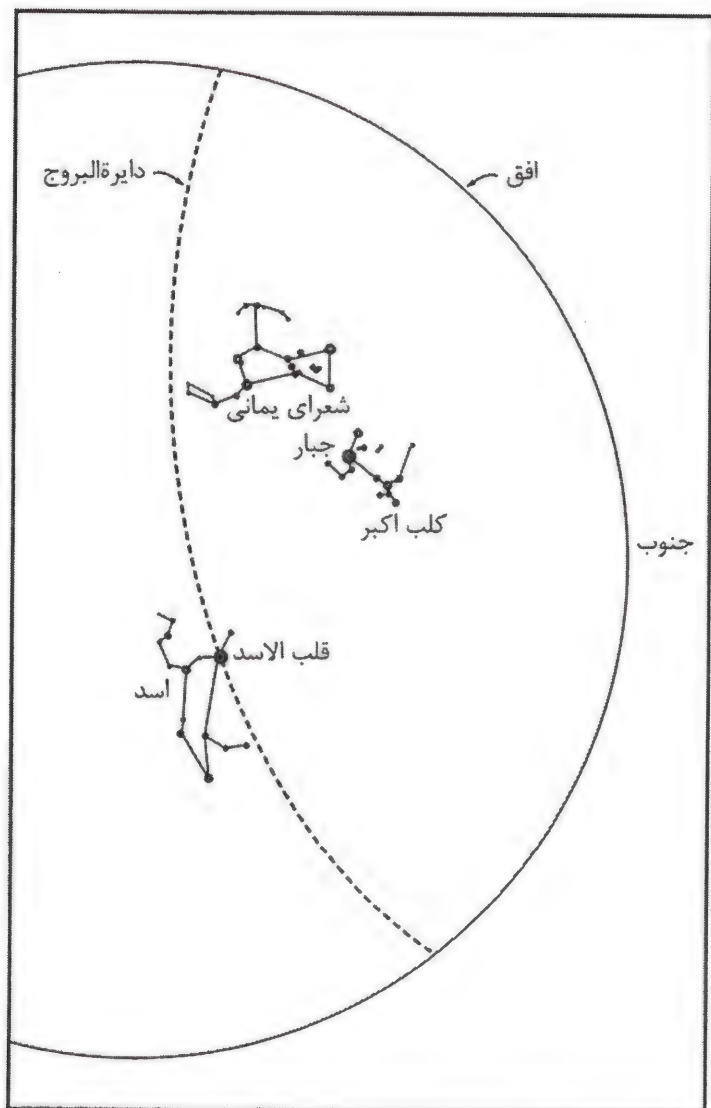 افق
دایرةالبروج
شعرای یمانی
جبار
کلب اکبر
جنوب
قلب الاسد
اسد